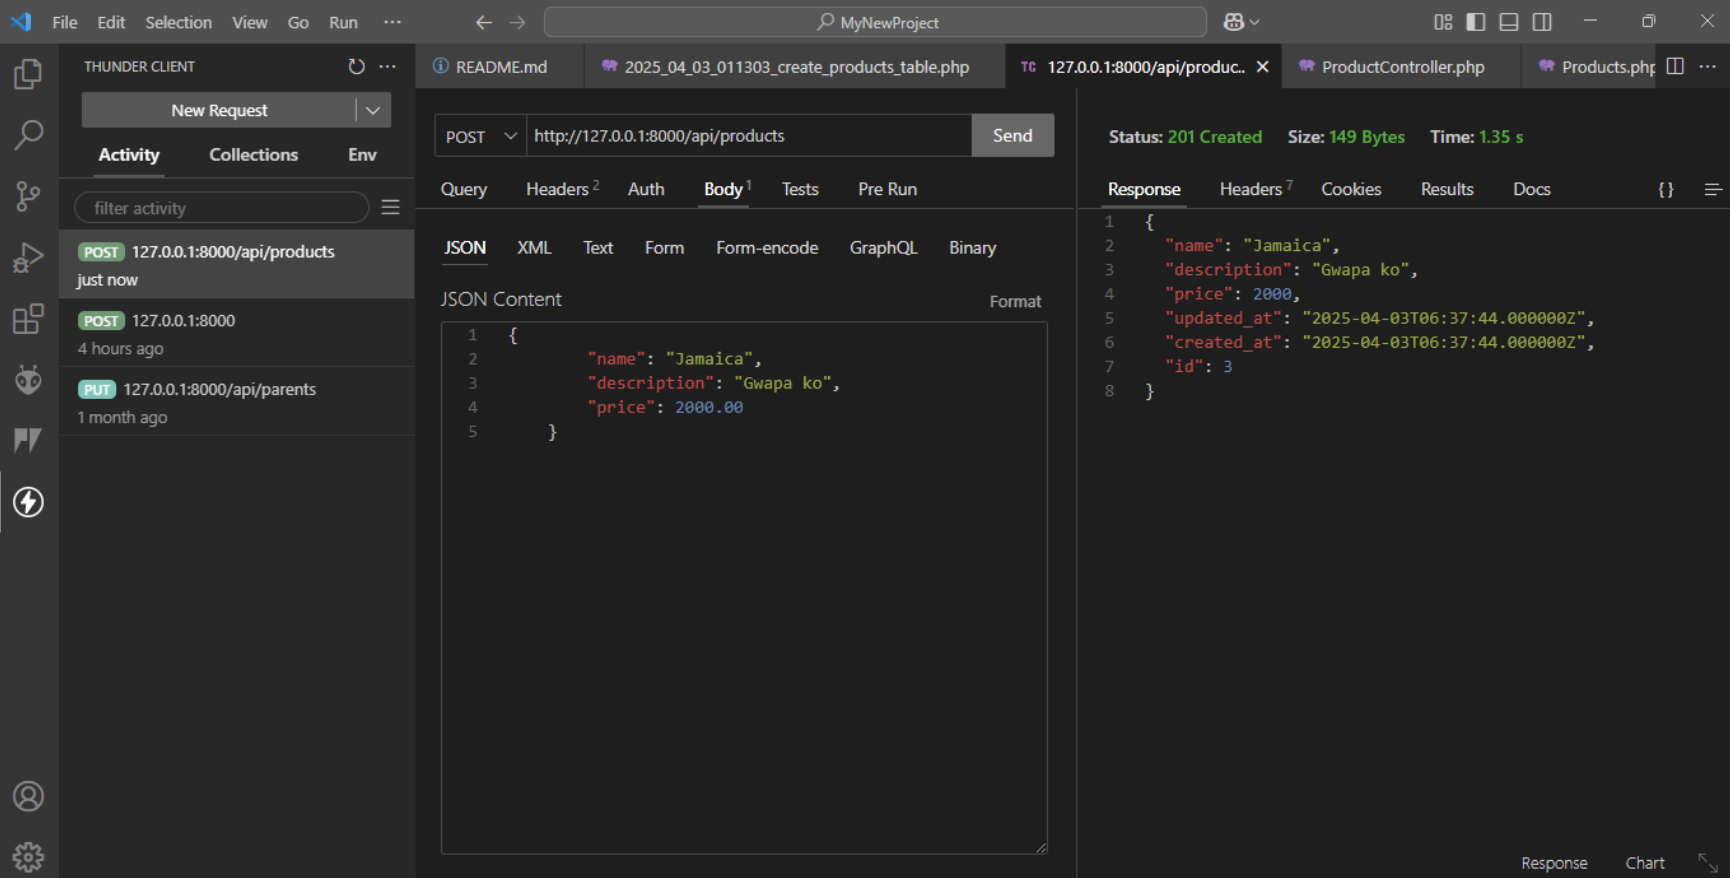 File Edit Selection View Go Run ···
MyNewProject
THUNDER CLIENT
New Request
Activity Collections Env
filter activity
POST 127.0.0.1:8000/api/products
just now
POST 127.0.0.1:8000
4 hours ago
PUT 127.0.0.1:8000/api/parents
1 month ago
README.md
2025_04_03_011303_create_products_table.php
TC 127.0.0.1:8000/api/produc..
ProductController.php
Products.php
POST http://127.0.0.1:8000/api/products Send
Query Headers 2 Auth Body 1 Tests Pre Run
JSON XML Text Form Form-encode GraphQL Binary
JSON Content Format
1 {
2 "name": "Jamaica",
3 "description": "Gwapa ko",
4 "price": 2000.00
5 }
Status: 201 Created Size: 149 Bytes Time: 1.35 s
Response Headers 7 Cookies Results Docs {}
1 {
2 "name": "Jamaica",
3 "description": "Gwapa ko",
4 "price": 2000,
5 "updated_at": "2025-04-03T06:37:44.000000Z",
6 "created_at": "2025-04-03T06:37:44.000000Z",
7 "id": 3
8 }
Response Chart